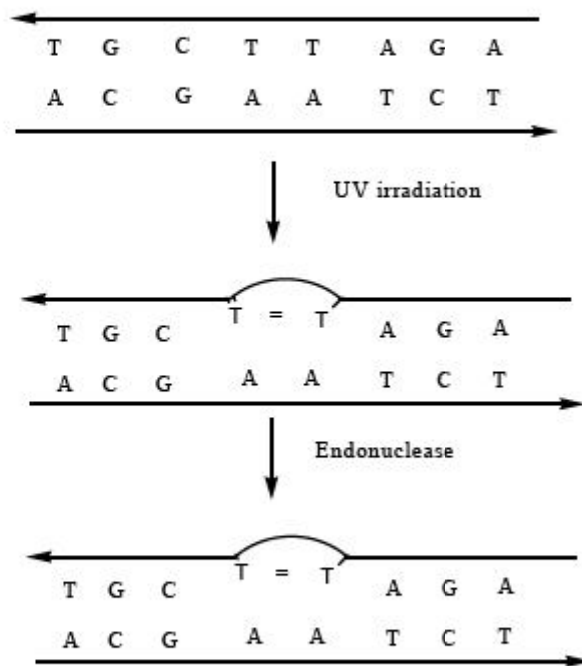 T G C T T A G A
A C G A A T C T
UV irradiation
T G C T = T A G A
A C G A A T C T
Endonuclease
T G C T = T A G A
A C G A A T C T